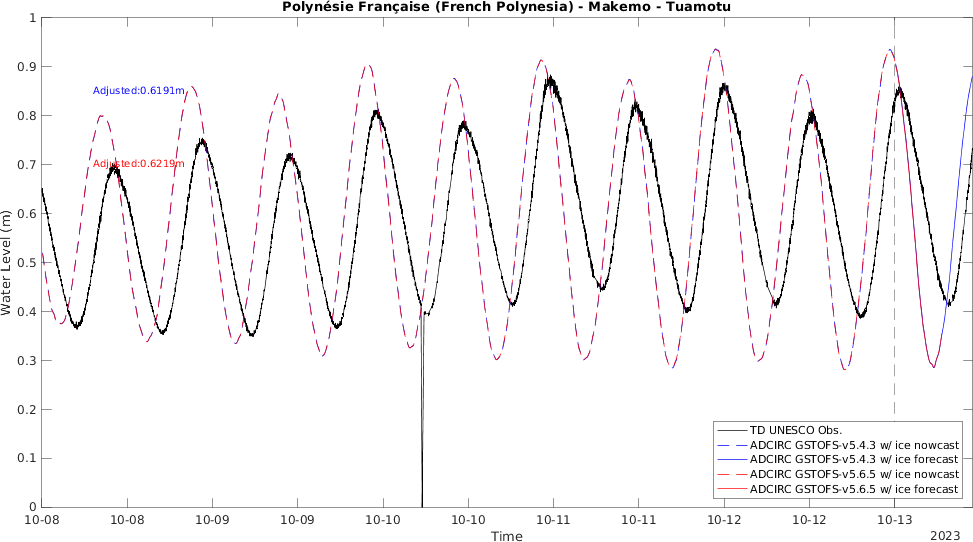 Polynésie Française (French Polynesia) - Makemo - Tuamotu
1
0.9
0.8
0.7
0.6
0.5
0.4
0.3
0.2
0.1
0
Water Level (m)
Adjusted:0.6191m
Adjusted:0.6219m
TD UNESCO Obs.
ADCIRC GSTOFS-v5.4.3 w/ ice nowcast
ADCIRC GSTOFS-v5.4.3 w/ ice forecast
ADCIRC GSTOFS-v5.6.5 w/ ice nowcast
ADCIRC GSTOFS-v5.6.5 w/ ice forecast
10-08 10-08 10-09 10-09 10-10 10-10 10-11 10-11 10-12 10-12 10-13
Time
2023